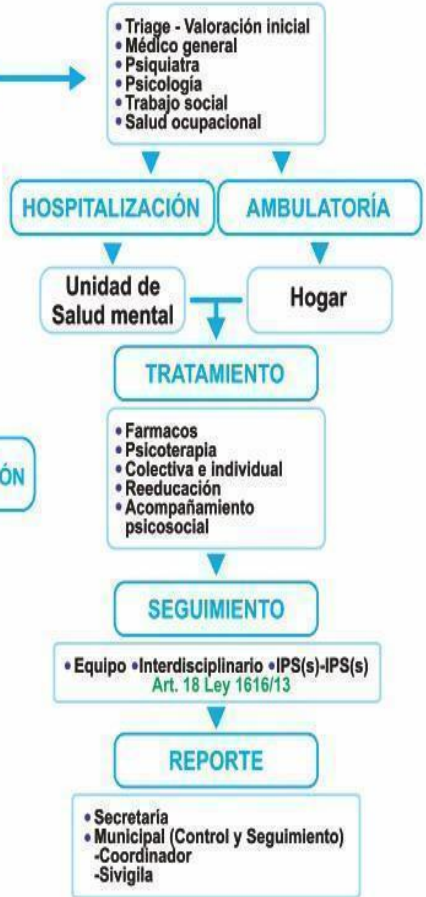 • Triage - Valoración inicial
• Médico general
• Psiquiatra
• Psicología
• Trabajo social
• Salud ocupacional
HOSPITALIZACIÓN
AMBULATORÍA
Unidad de
Salud mental
Hogar
TRATAMIENTO
ÓN
• Farmacos
• Psicoterapia
• Colectiva e individual
• Reeducación
• Acompañamiento
psicosocial
SEGUIMIENTO
• Equipo •Interdisciplinario •IPS(s)-IPS(s)
Art. 18 Ley 1616/13
REPORTE
• Secretaría
• Municipal (Control y Seguimiento)
-Coordinador
-Sivigila